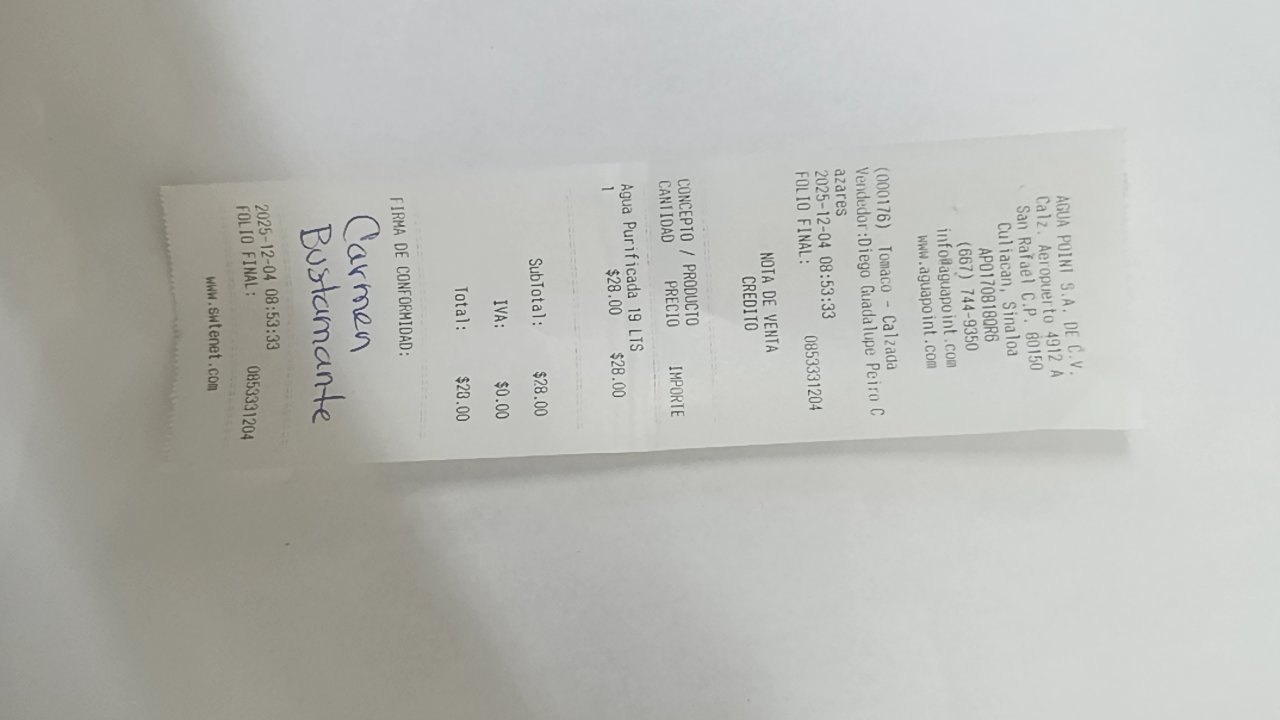 AGUA POINT S.A. DE C.V.
Calz. Aeropuerto 4912 A
San Rafael C.P. 80150
Culiacan, Sinaloa
AP0170818QR6
(667) 744-9350
info@aguapoint.com
www.aguapoint.com
(000176) Tomaco - Calzada
Vendedor:Diego Guadalupe Peiro C
azares
2025-12-04 08:53:33
FOLIO FINAL: 0853331204
NOTA DE VENTA
CREDITO
CONCEPTO / PRODUCTO
CANTIDAD PRECIO IMPORTE
Agua Purificada 19 LTS
1 $28.00 $28.00
SubTotal: $28.00
IVA: $0.00
Total: $28.00
FIRMA DE CONFORMIDAD:
Carmen
Bustamante
2025-12-04 08:53:33
FOLIO FINAL: 0853331204
www.swtenet.com